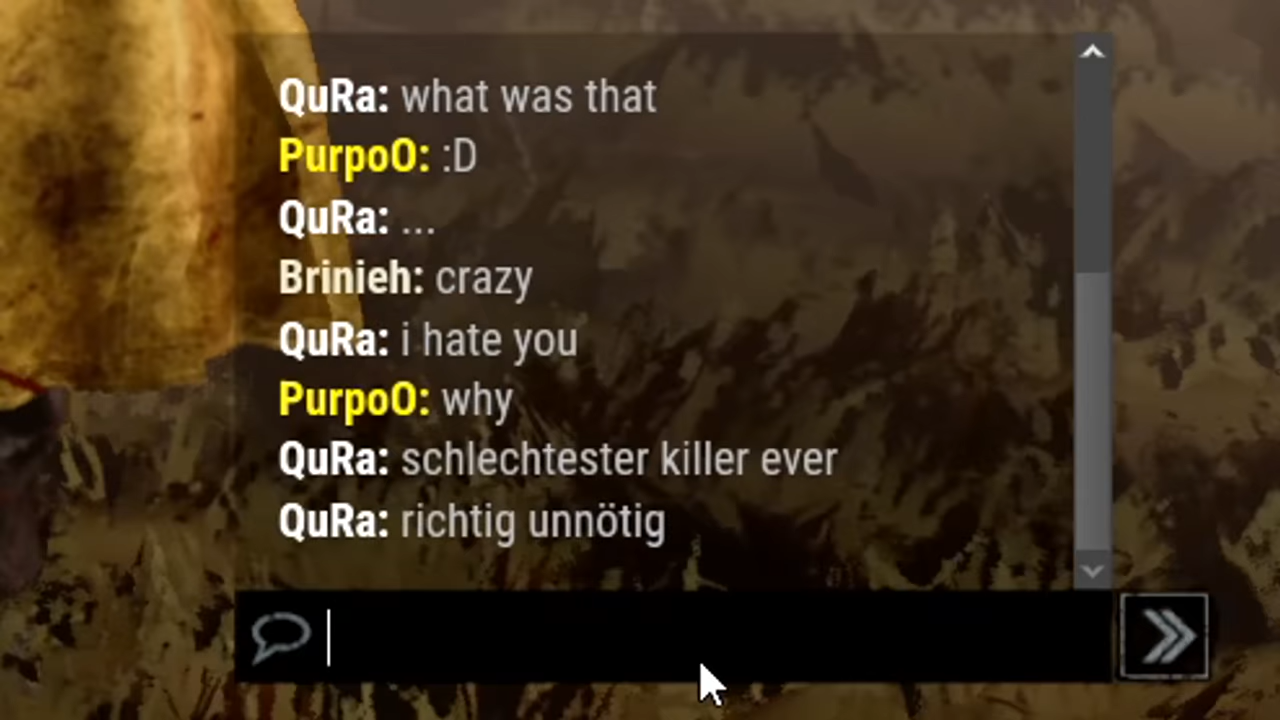 QuRa: what was that
PurpoO: :D
QuRa: ...
Brinieh: crazy
QuRa: i hate you
PurpoO: why
QuRa: schlechtester killer ever
QuRa: richtig unnötig